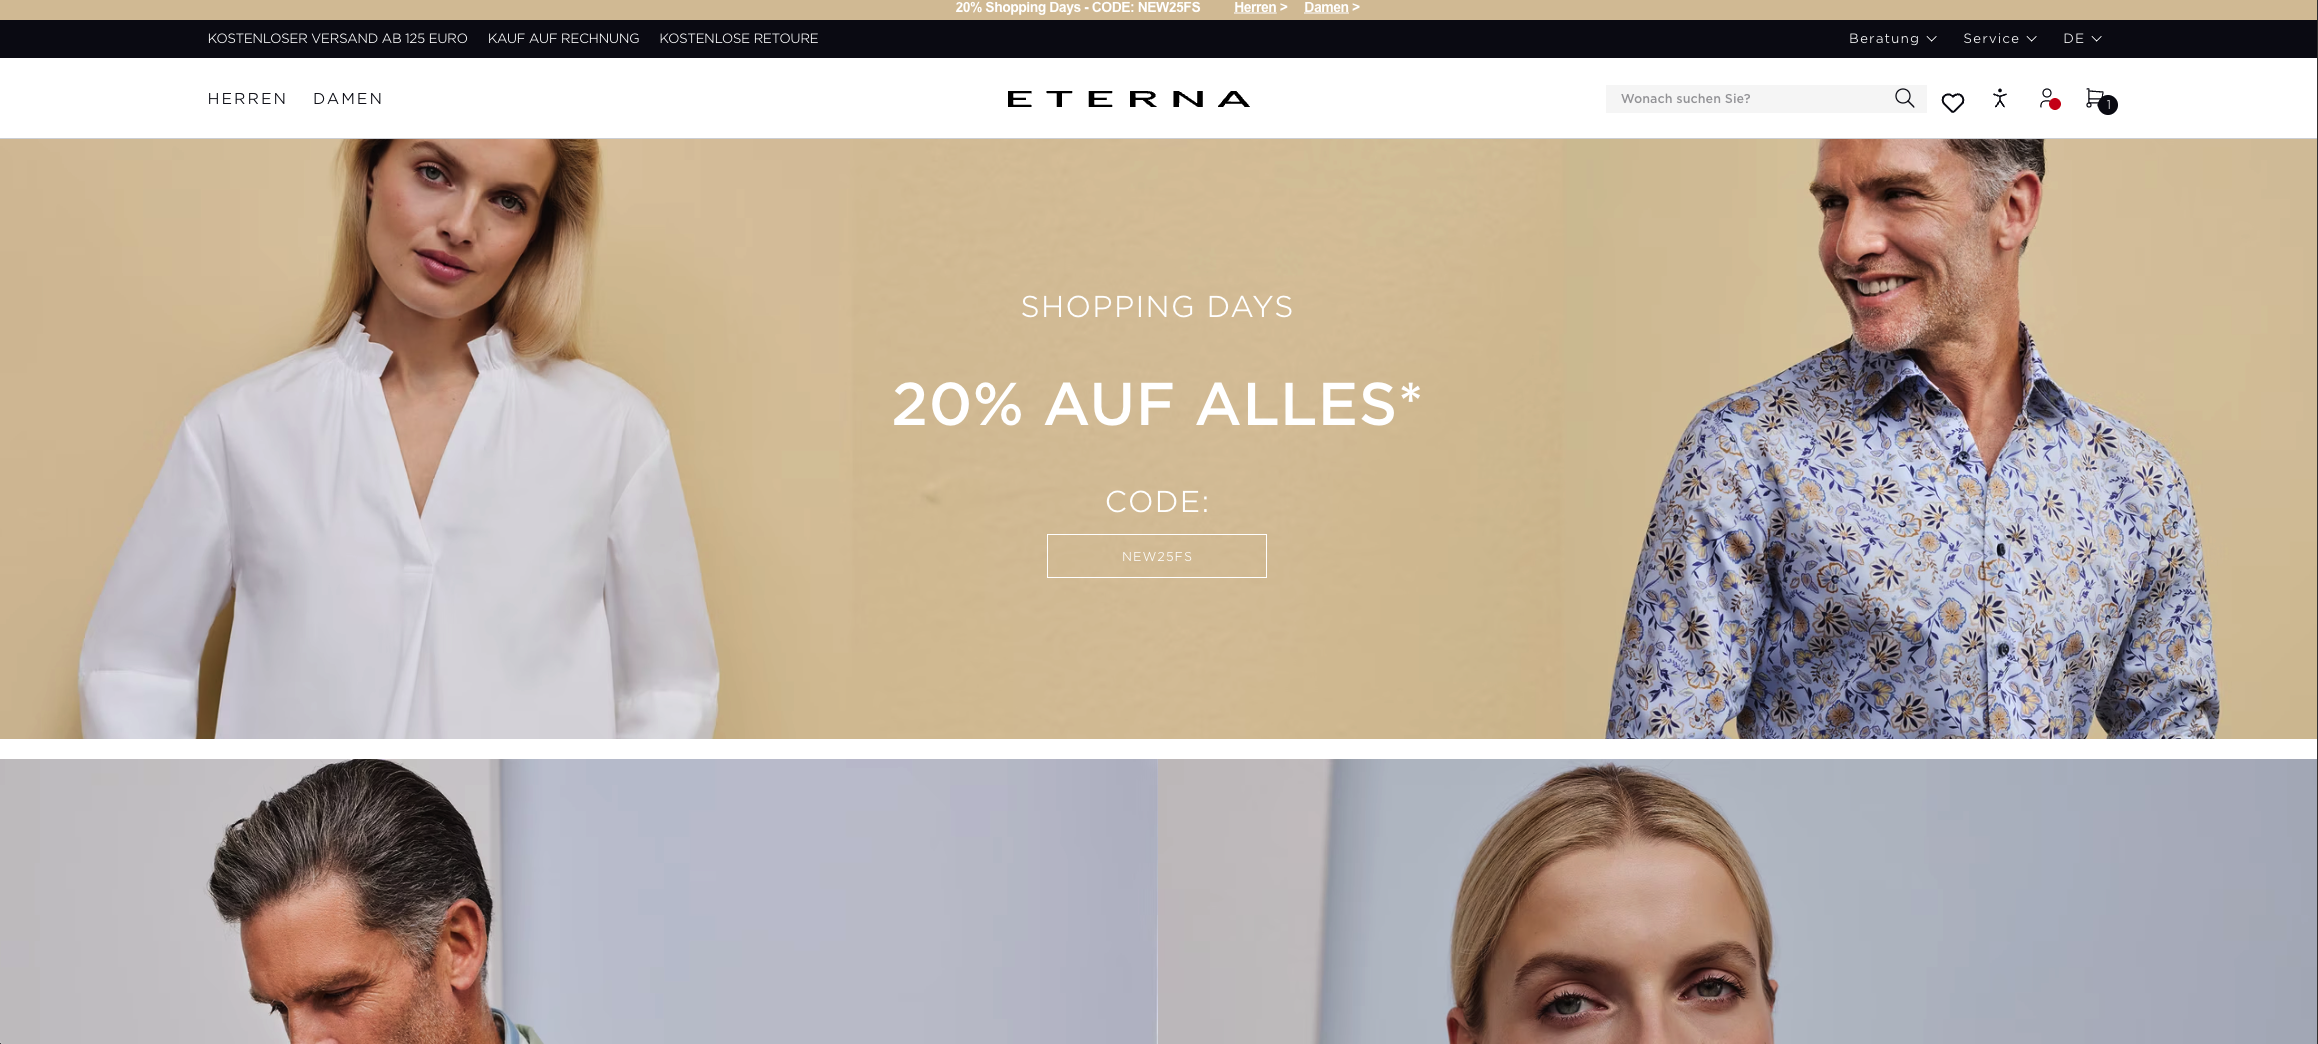 20% Shopping Days - CODE: NEW25FS Herren > Damen >
KOSTENLOSER VERSAND AB 125 EURO KAUF AUF RECHNUNG KOSTENLOSE RETOURE Beratung Service DE
HERREN DAMEN ETERNA Wonach suchen Sie? 1
SHOPPING DAYS
20% AUF ALLES*
CODE:
NEW25FS